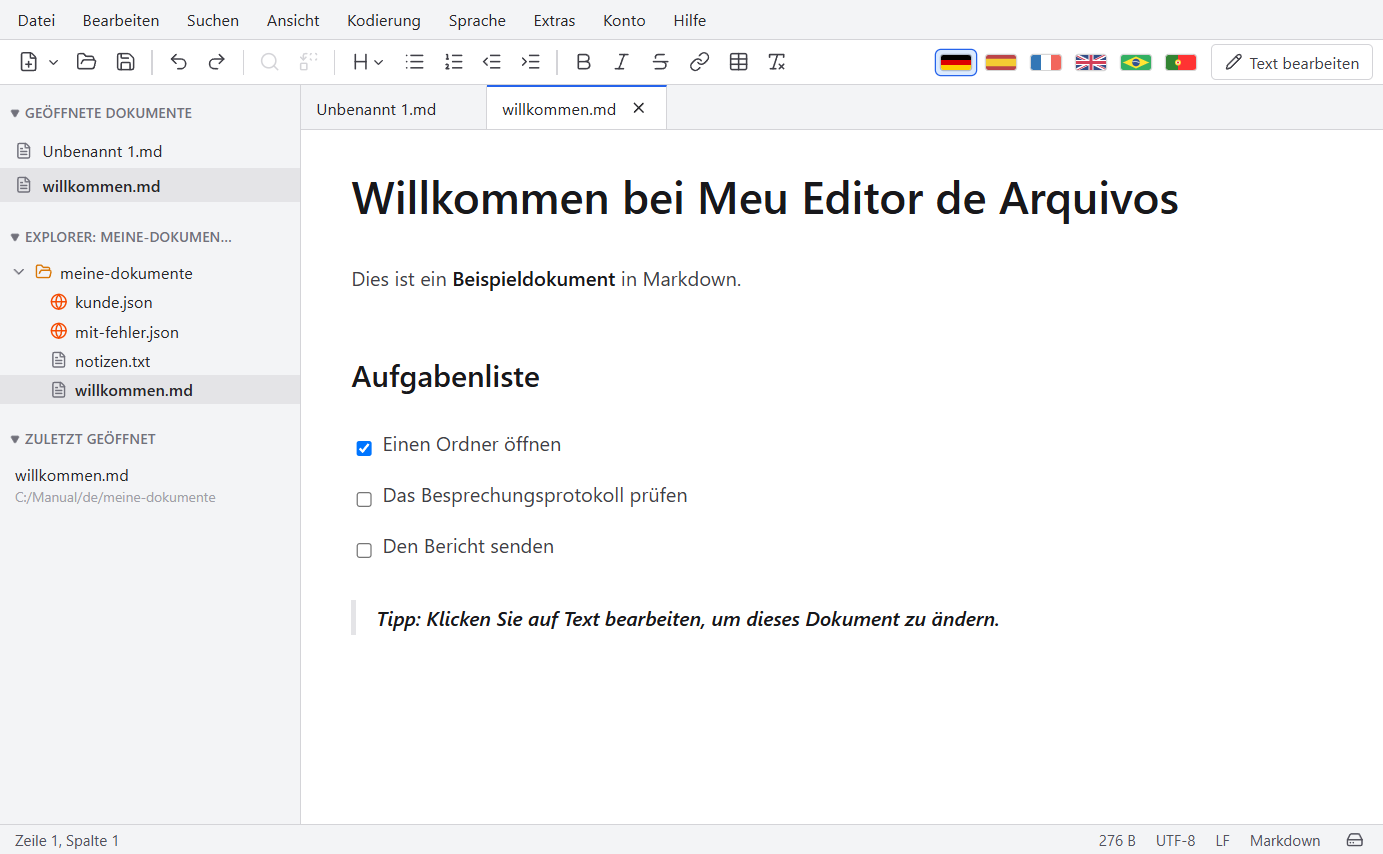 Datei Bearbeiten Suchen Ansicht Kodierung Sprache Extras Konto Hilfe
Text bearbeiten
GEÖFFNETE DOKUMENTE
Unbenannt 1.md
willkommen.md
EXPLORER: MEINE-DOKUMEN...
meine-dokumente
kunde.json
mit-fehler.json
notizen.txt
willkommen.md
ZULETZT GEÖFFNET
willkommen.md
C:/Manual/de/meine-dokumente
Unbenannt 1.md willkommen.md
Willkommen bei Meu Editor de Arquivos
Dies ist ein Beispieldokument in Markdown.
Aufgabenliste
Einen Ordner öffnen
Das Besprechungsprotokoll prüfen
Den Bericht senden
Tipp: Klicken Sie auf Text bearbeiten, um dieses Dokument zu ändern.
Zeile 1, Spalte 1 276 B UTF-8 LF Markdown